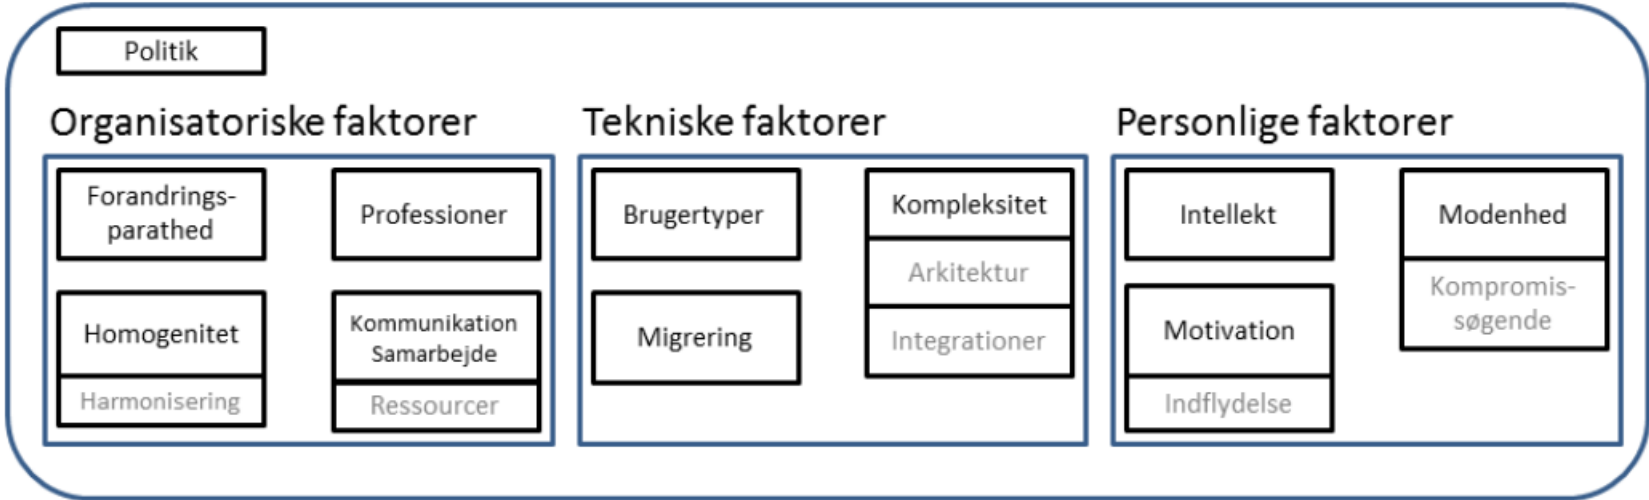 Politik
Organisatoriske faktorer
Forandrings-
parathed
Professioner
Homogenitet
Harmonisering
Kommunikation
Samarbejde
Ressourcer
Tekniske faktorer
Brugertyper
Kompleksitet
Arkitektur
Integrationer
Migrering
Personlige faktorer
Intellekt
Modenhed
Kompromis-
søgende
Motivation
Indflydelse